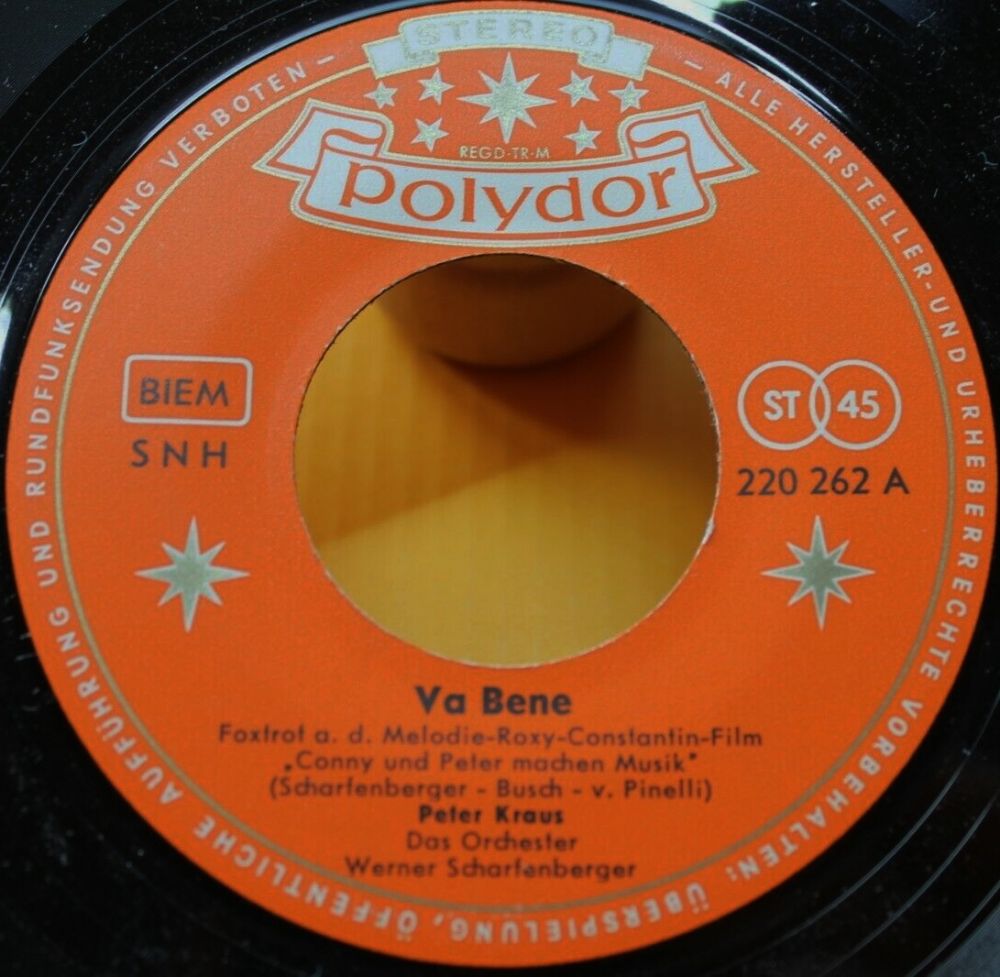 STEREO
REGD·TR·M
polydor
BIEM
SNH
ST 45
220 262 A
Va Bene
Foxtrot a. d. Melodie-Roxy-Constantin-Film
„Conny und Peter machen Musik"
(Scharfenberger - Busch - v. Pinelli)
Peter Kraus
Das Orchester
Werner Scharfenberger
— ALLE HERSTELLER-UND URHEBERRECHTE VORBEHALTEN: ÜBERSPIELUNG, ÖFFENTLICHE AUFFÜHRUNG UND RUNDFUNKSENDUNG VERBOTEN —